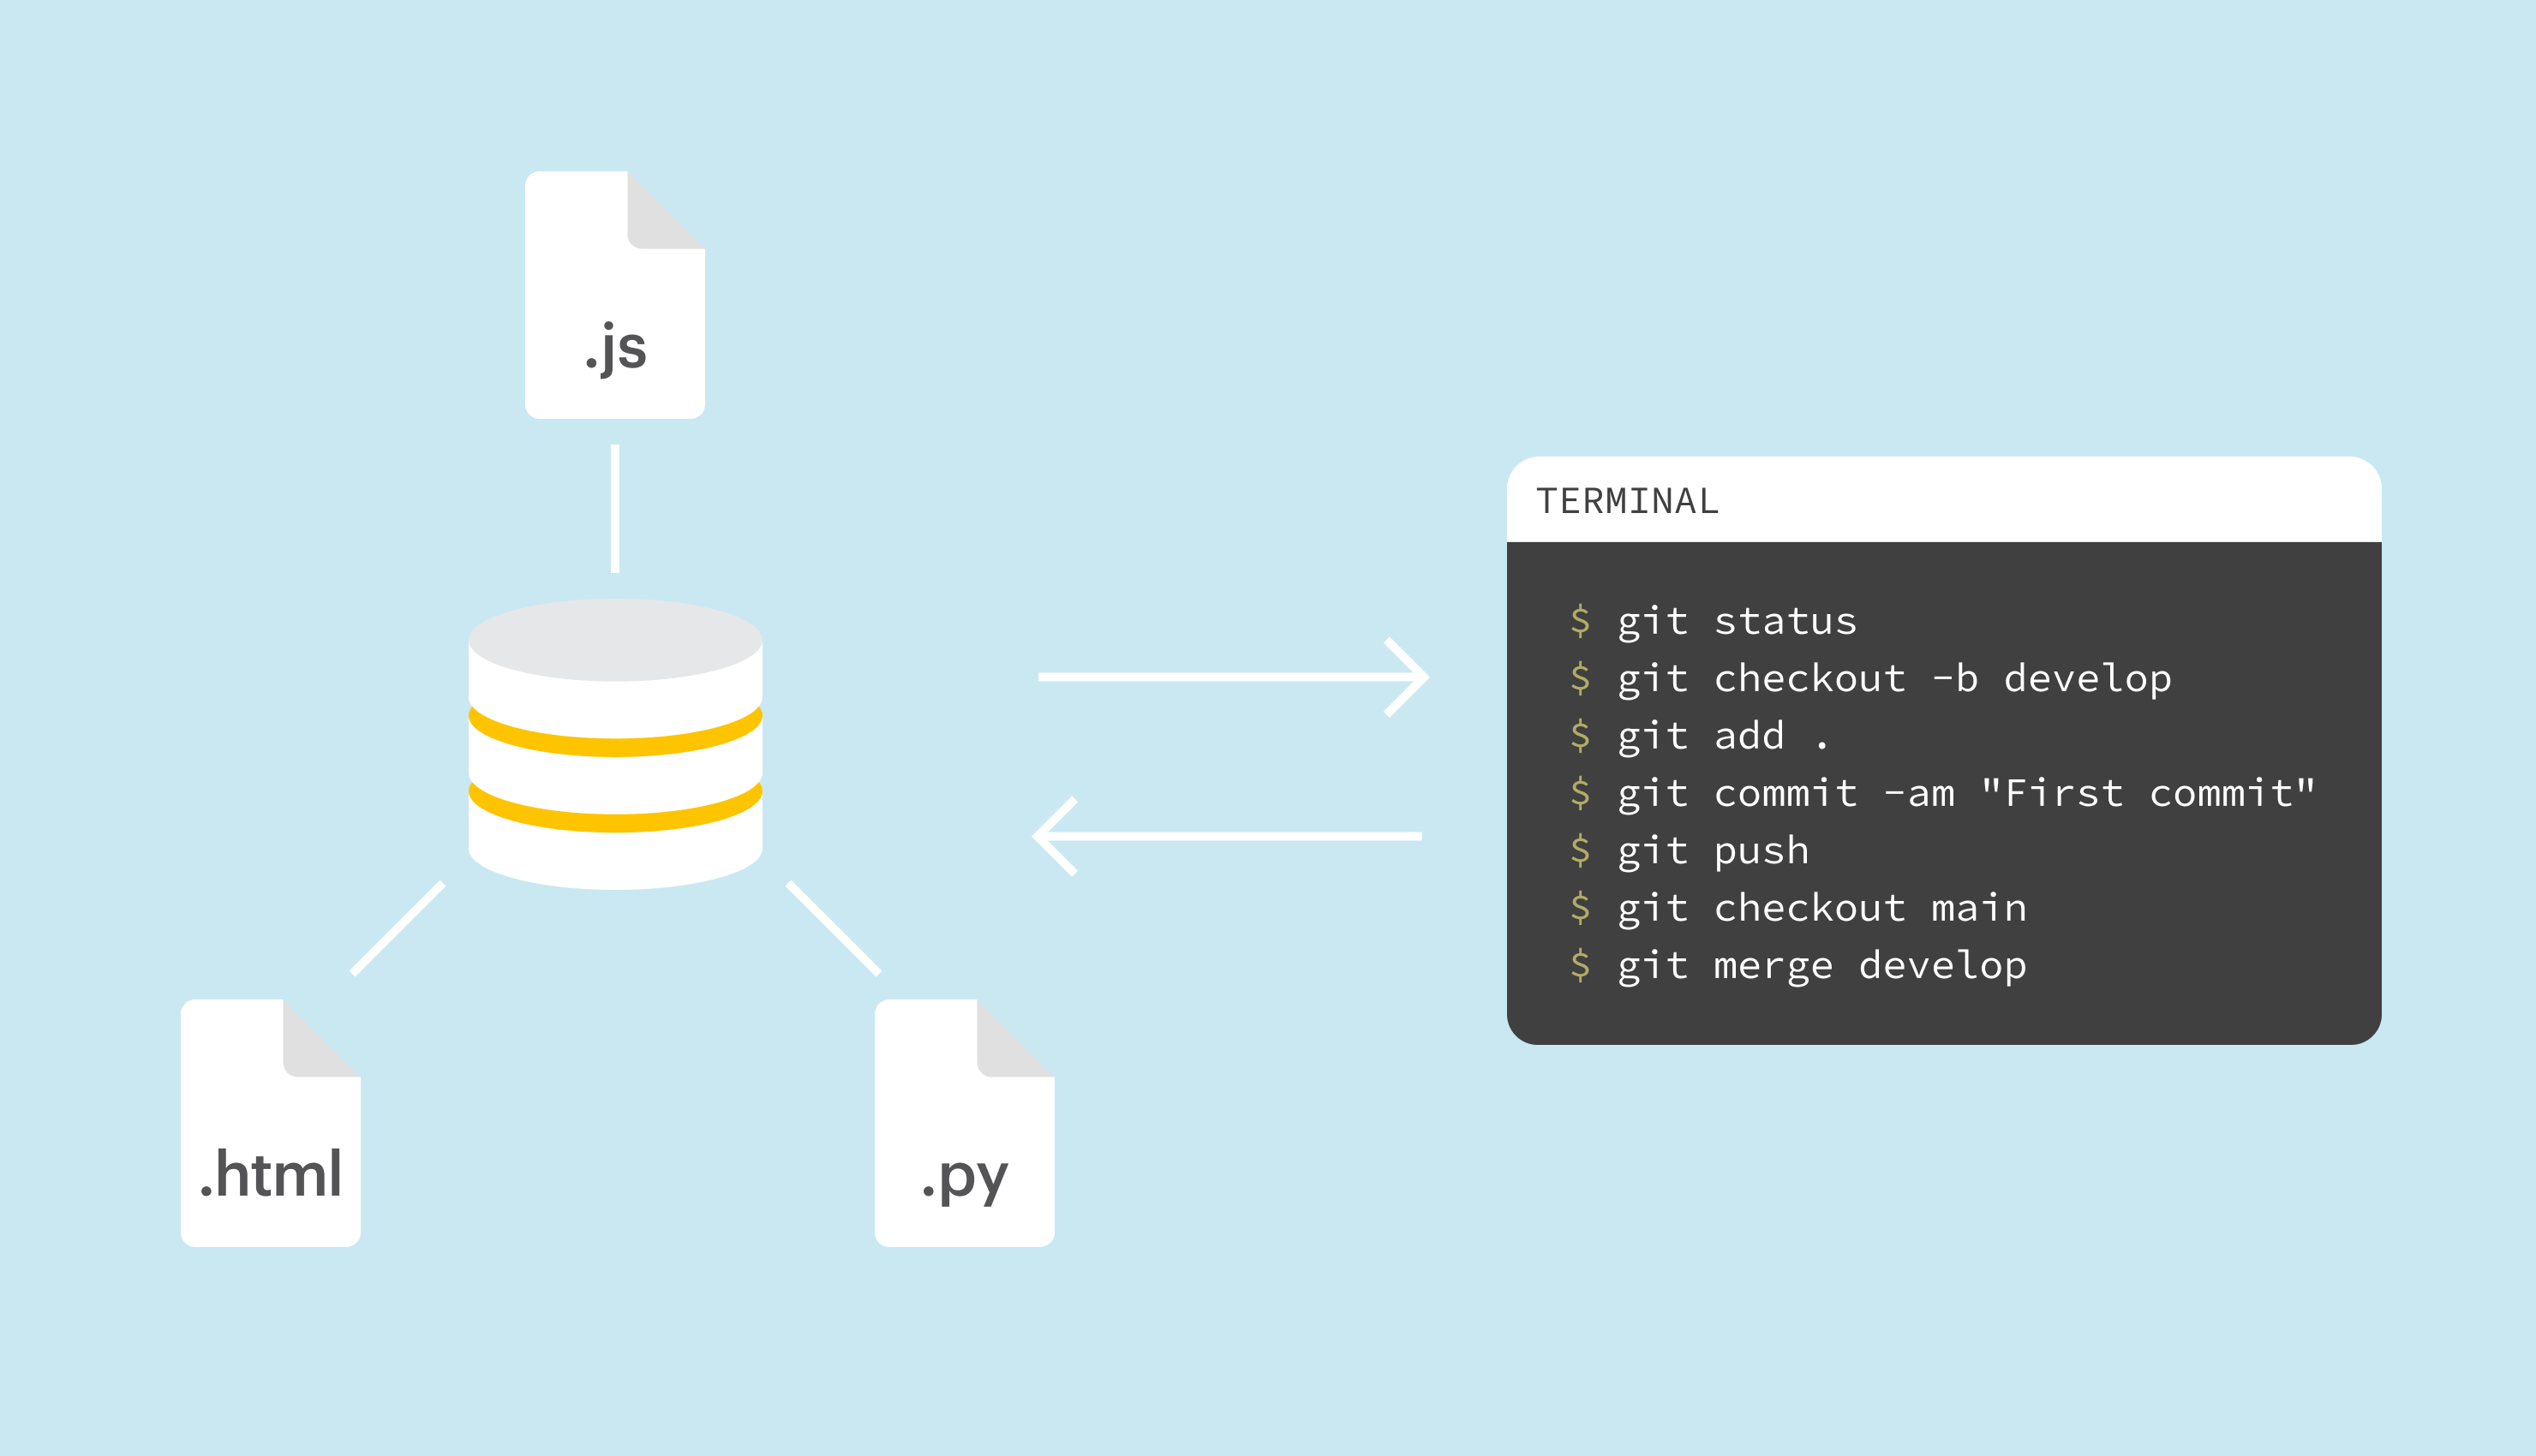 .js
.html
.py
TERMINAL
$ git status
$ git checkout -b develop
$ git add .
$ git commit -am "First commit"
$ git push
$ git checkout main
$ git merge develop